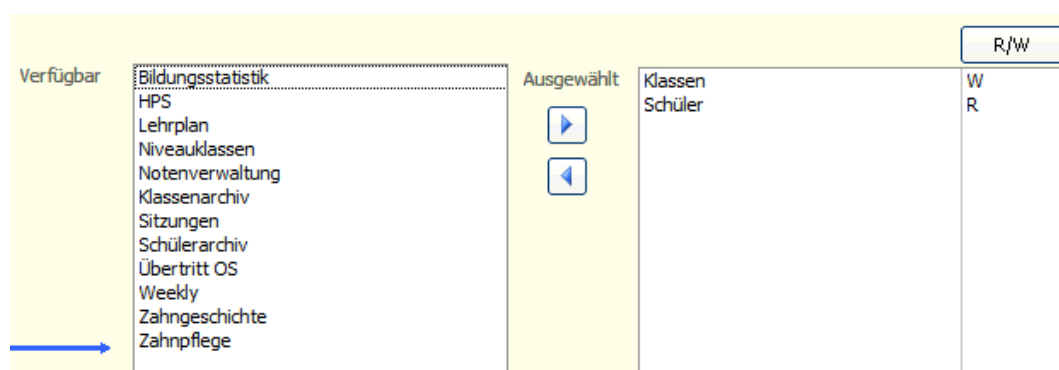 R/W
Verfügbar
Bildungsstatistik
HPS
Lehrplan
Niveauklassen
Notenverwaltung
Klassenarchiv
Sitzungen
Schülerarchiv
Übertritt OS
Weekly
Zahngeschichte
Zahnpflege
Ausgewählt
Klassen W
Schüler R